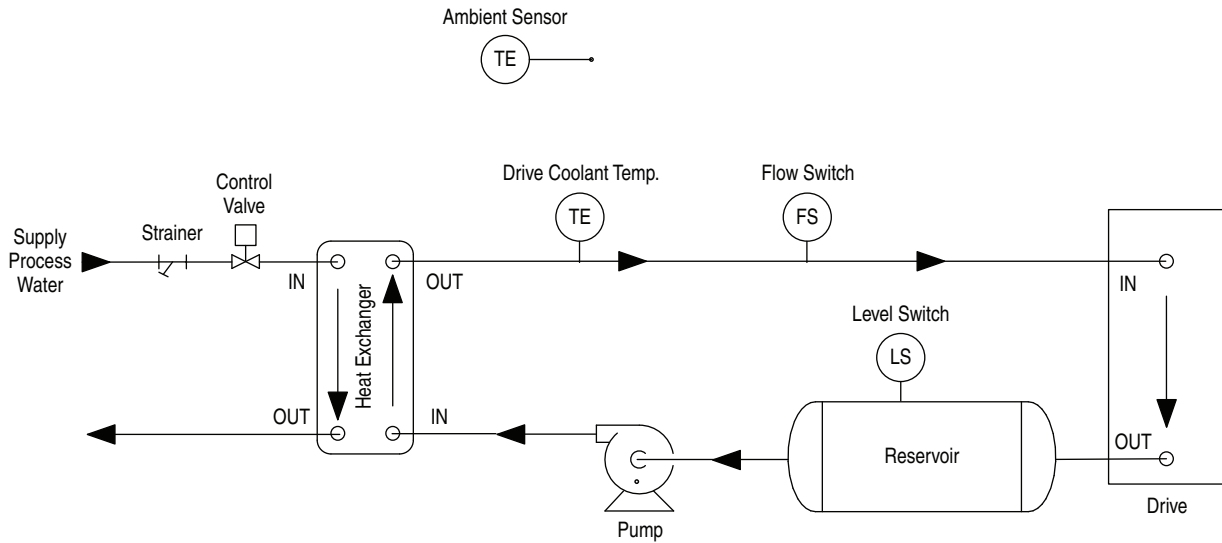 Ambient Sensor
TE
Drive Coolant Temp.
Flow Switch
Control
Valve
TE
FS
Strainer
Supply
Process
Water
IN
OUT
IN
Heat Exchanger
Level Switch
LS
OUT
IN
OUT
Reservoir
Drive
Pump